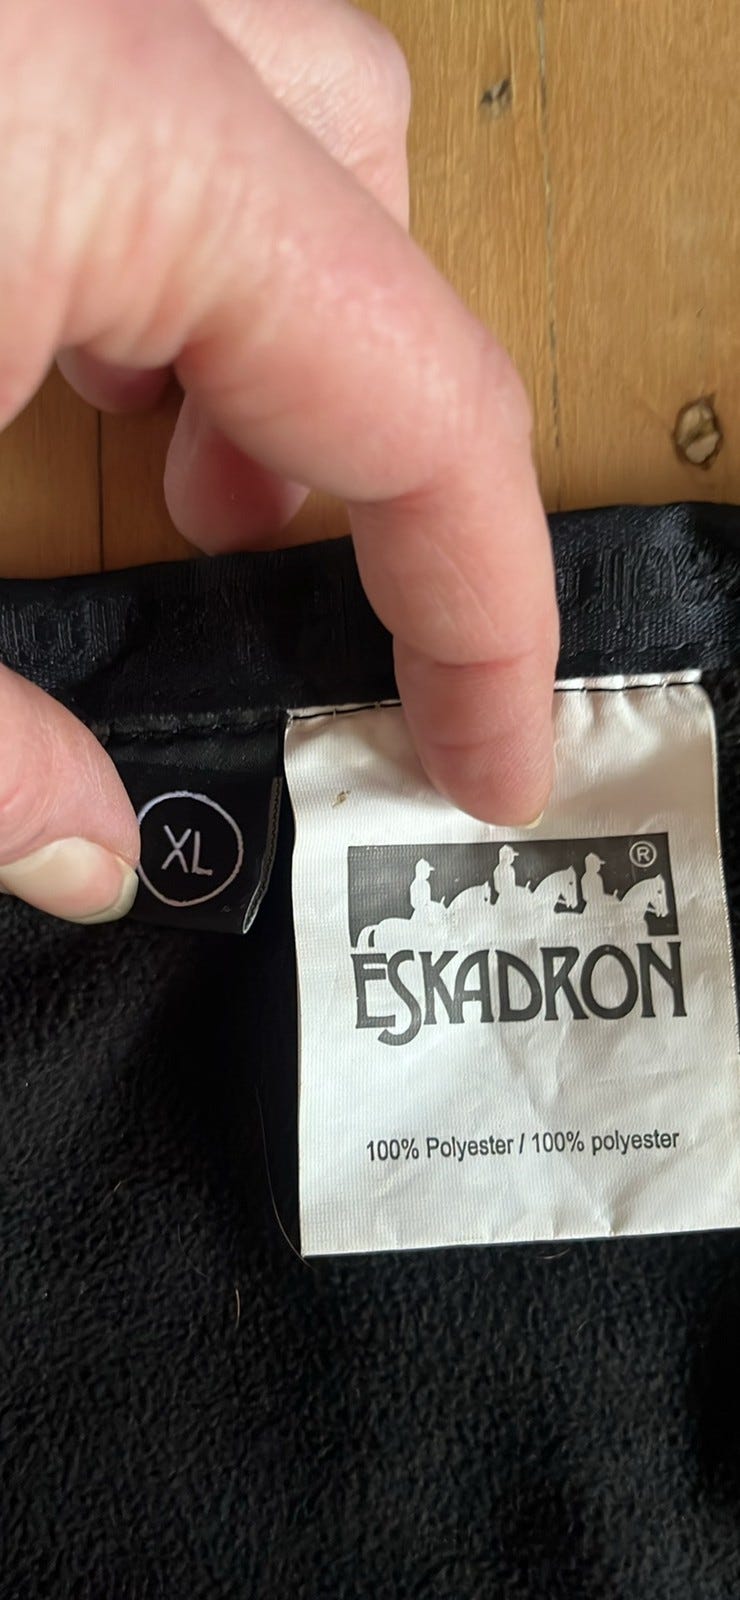 XL
®
ESKADRON
100% Polyester / 100% polyester